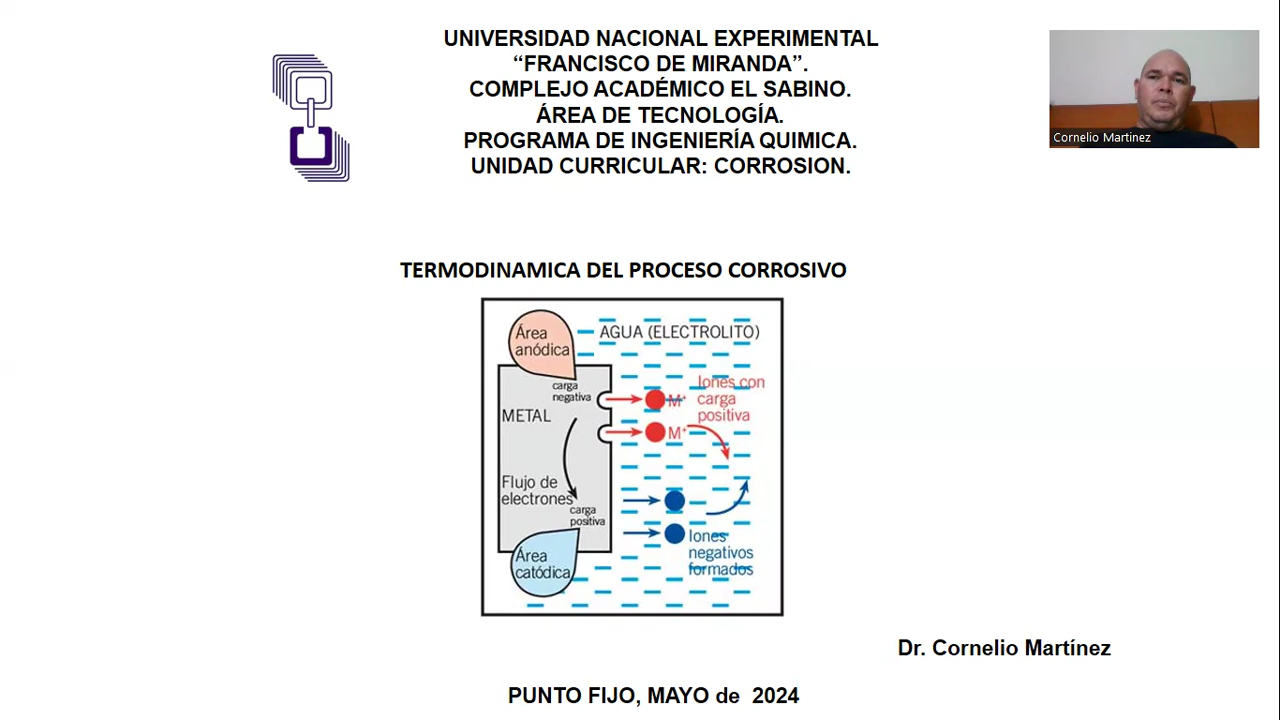 UNIVERSIDAD NACIONAL EXPERIMENTAL
“FRANCISCO DE MIRANDA”.
COMPLEJO ACADÉMICO EL SABINO.
ÁREA DE TECNOLOGÍA.
PROGRAMA DE INGENIERÍA QUIMICA.
UNIDAD CURRICULAR: CORROSION.
Cornelio Martinez
TERMODINAMICA DEL PROCESO CORROSIVO
Área
anódica
AGUA (ELECTROLITO)
carga
negativa
METAL
M⁺
M⁺
Iones con
carga
positiva
Flujo de
electrones
carga
positiva
Área
catódica
Iones
negativos
formados
Dr. Cornelio Martínez
PUNTO FIJO, MAYO de 2024